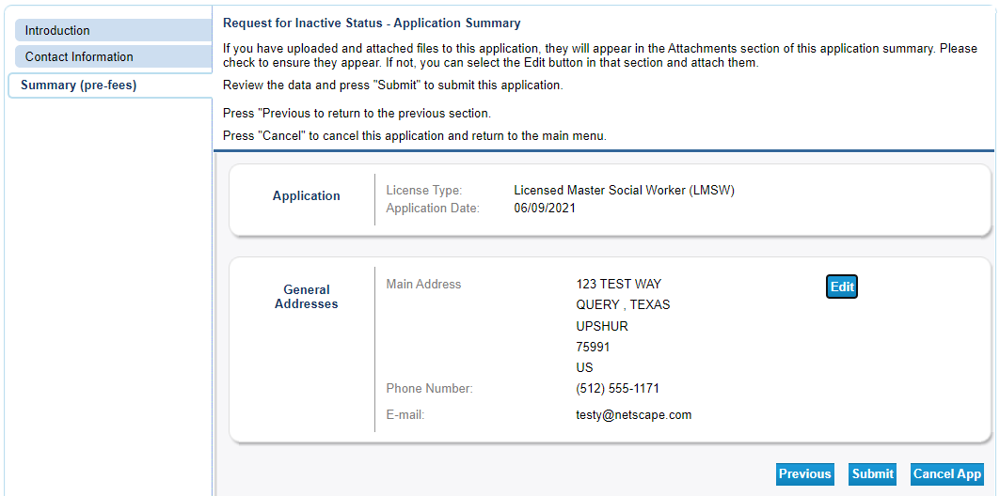 Introduction
Contact Information
Summary (pre-fees)
Request for Inactive Status - Application Summary
If you have uploaded and attached files to this application, they will appear in the Attachments section of this application summary. Please
check to ensure they appear. If not, you can select the Edit button in that section and attach them.
Review the data and press "Submit" to submit this application.
Press "Previous to return to the previous section.
Press "Cancel" to cancel this application and return to the main menu.
Application
License Type: Licensed Master Social Worker (LMSW)
Application Date: 06/09/2021
General
Addresses
Main Address 123 TEST WAY
QUERY , TEXAS
UPSHUR
75991
US
Phone Number: (512) 555-1171
E-mail: testy@netscape.com
Edit
Previous Submit Cancel App